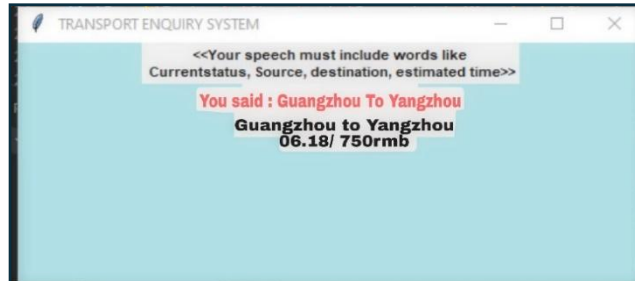 TRANSPORT ENQUIRY SYSTEM
<<Your speech must include words like
Currentstatus, Source, destination, estimated time>>
You said : Guangzhou To Yangzhou
Guangzhou to Yangzhou
06.18/ 750rmb